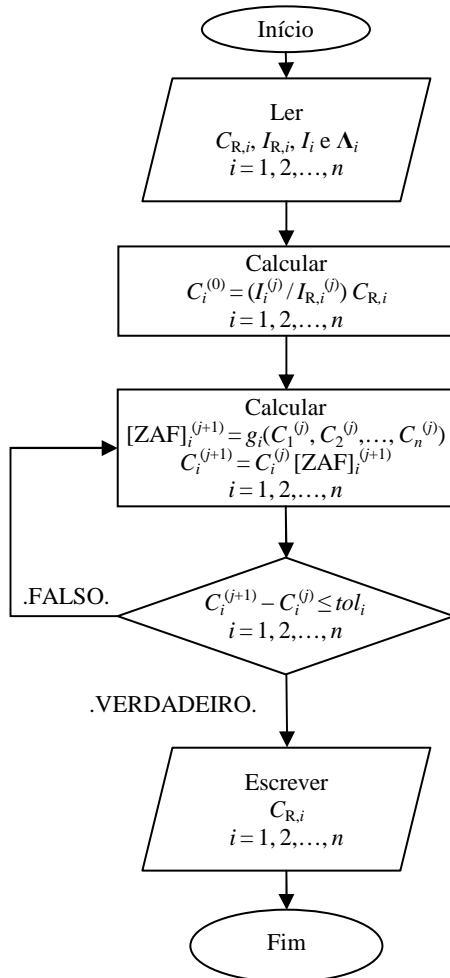 Início
Ler
C_{R,i}, I_{R,i}, I_i e Λ_i
i = 1, 2,…, n
Calcular
C_i^{(0)} = (I_i^{(j)} / I_{R,i}^{(j)}) C_{R,i}
i = 1, 2,…, n
Calcular
[ZAF]_i^{(j+1)} = g_i(C_1^{(j)}, C_2^{(j)},…, C_n^{(j)})
C_i^{(j+1)} = C_i^{(j)} [ZAF]_i^{(j+1)}
i = 1, 2,…, n
.FALSO.
C_i^{(j+1)} – C_i^{(j)} ≤ tol_i
i = 1, 2,…, n
.VERDADEIRO.
Escrever
C_{R,i}
i = 1, 2,…, n
Fim